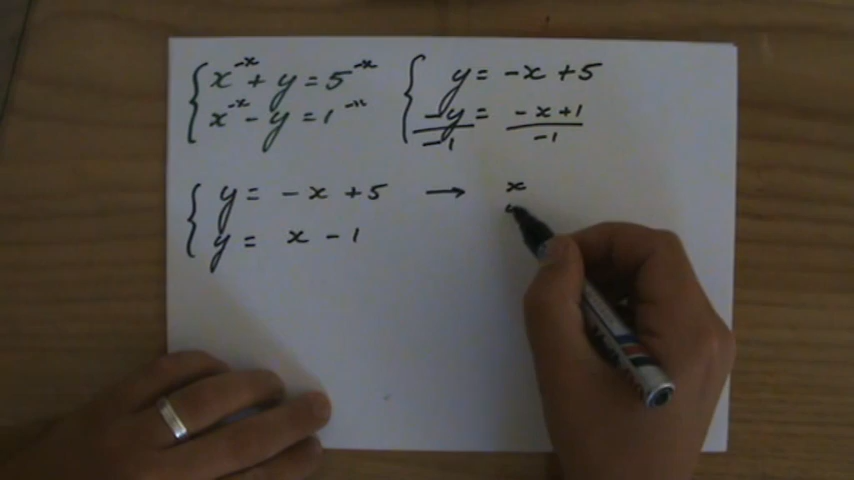 x⁻ˣ + y = 5⁻ˣ
x⁻ˣ - y = 1⁻ˣ
y = -x + 5
-y/-1 = -x+1/-1
y = -x + 5 → x
y = x - 1